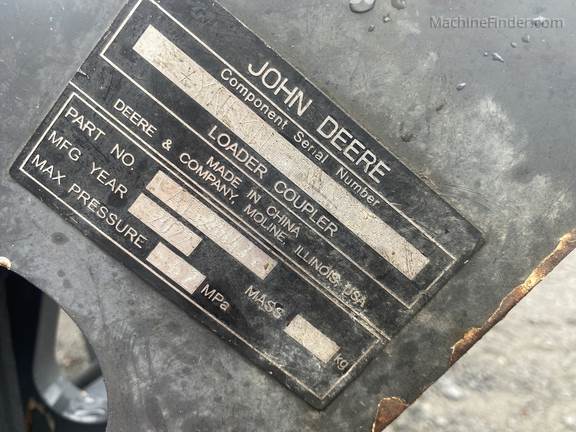 MachineFinder.com
JOHN DEERE
Component Serial Number
LOADER COUPLER
MADE IN CHINA
DEERE & COMPANY, MOLINE, ILLINOIS, USA
PART NO.
MFG YEAR
MAX PRESSURE MPa MASS kg